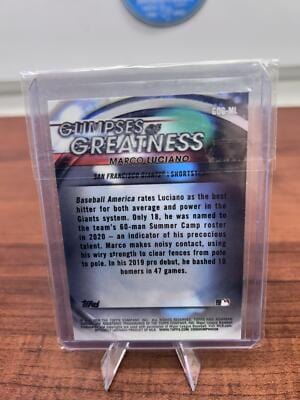 GOG-ML
GLIMPSES OF
GREATNESS
MARCO LUCIANO
SAN FRANCISCO GIANTS® | SHORTSTOP
Baseball America rates Luciano as the best
hitter for both average and power in the
Giants system. Only 18, he was named to
the team's 60-man Summer Camp roster
in 2020 – an indicator of his precocious
talent. Marco makes noisy contact, using
his wiry strength to clear fences from pole
to pole. In his 2019 pro debut, he bashed 10
homers in 47 games.
Topps